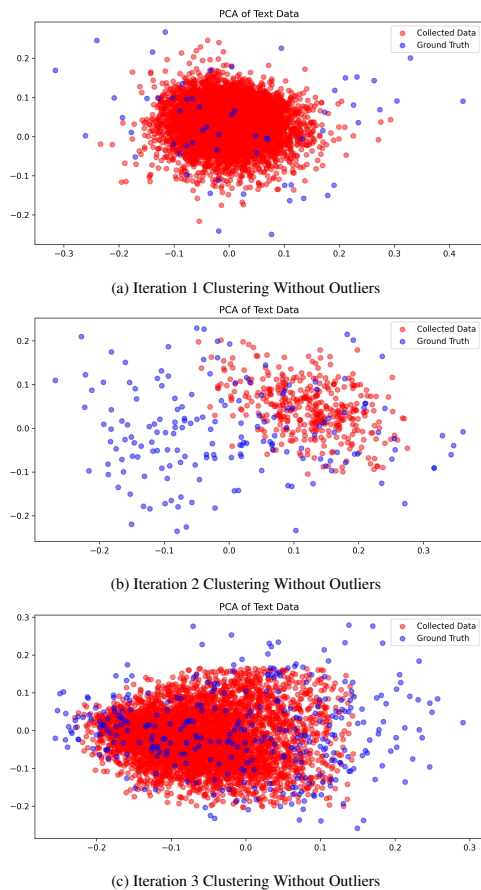 PCA of Text Data
Collected Data
Ground Truth
0.2
0.1
0.0
−0.1
−0.2
−0.3 −0.2 −0.1 0.0 0.1 0.2 0.3 0.4
(a) Iteration 1 Clustering Without Outliers
PCA of Text Data
Collected Data
Ground Truth
0.2
0.1
0.0
−0.1
−0.2
−0.2 −0.1 0.0 0.1 0.2 0.3
(b) Iteration 2 Clustering Without Outliers
PCA of Text Data
0.3
Collected Data
Ground Truth
0.2
0.1
0.0
−0.1
−0.2
−0.2 −0.1 0.0 0.1 0.2 0.3
(c) Iteration 3 Clustering Without Outliers